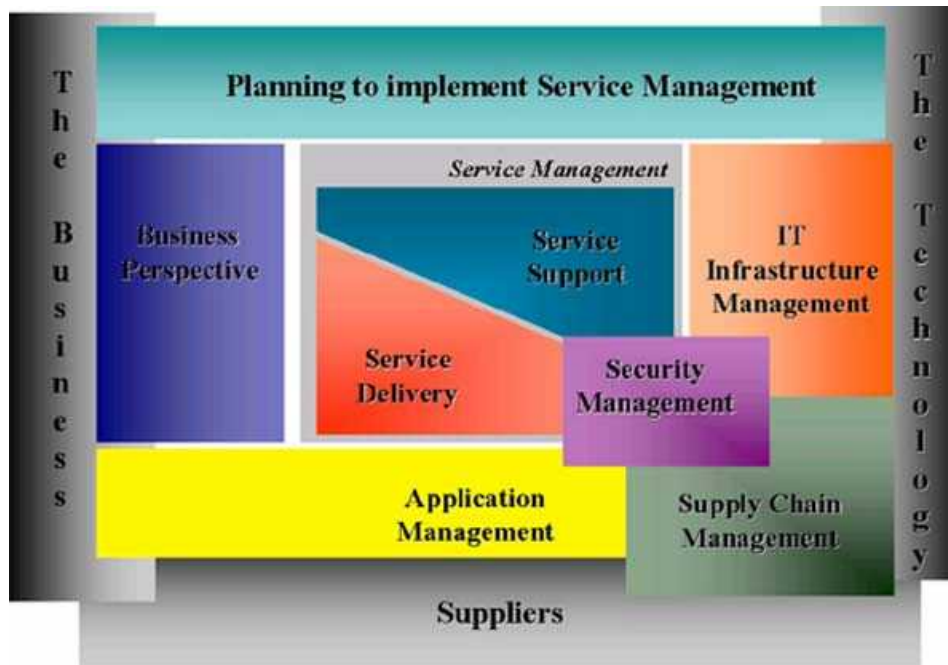 The Business
Planning to implement Service Management
The Technology
Business
Perspective
Service Management
Service
Support
IT
Infrastructure
Management
Service
Delivery
Security
Management
Application
Management
Supply Chain
Management
Suppliers